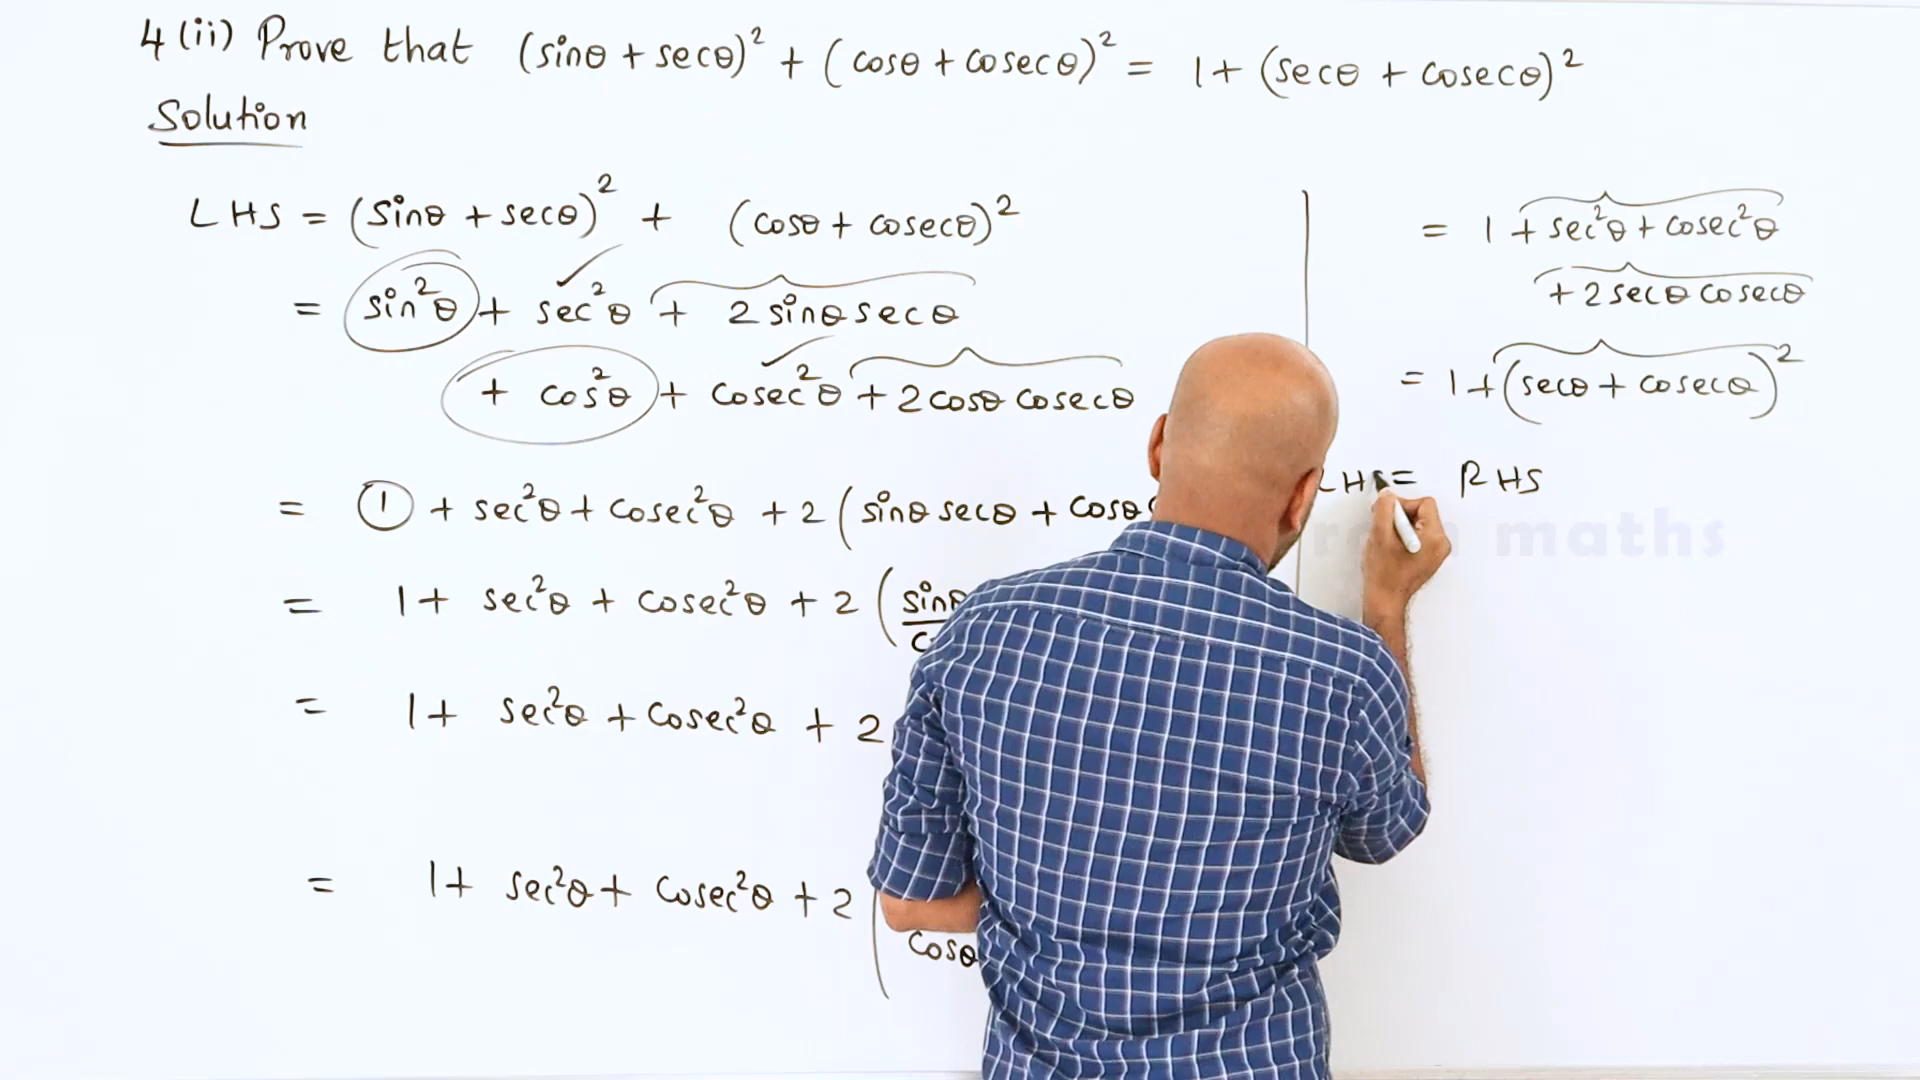 4 (ii) Prove that (sinθ + secθ)² + (cosθ + cosecθ)² = 1 + (secθ + cosecθ)²
Solution
LHS = (sinθ + secθ)² + (cosθ + cosecθ)²
= sin²θ + sec²θ + 2 sinθ secθ
+ cos²θ + cosec²θ + 2 cosθ cosecθ
= 1 + sec²θ + cosec²θ + 2 (sinθ secθ + cosθ
= 1 + sec²θ + cosec²θ + 2 (
= 1 + sec²θ + cosec²θ + 2
= 1 + sec²θ + cosec²θ + 2 (
cosθ
= 1 + sec²θ + cosec²θ
+ 2 secθ cosecθ
= 1 + (secθ + cosecθ)²
LHS = RHS
maths